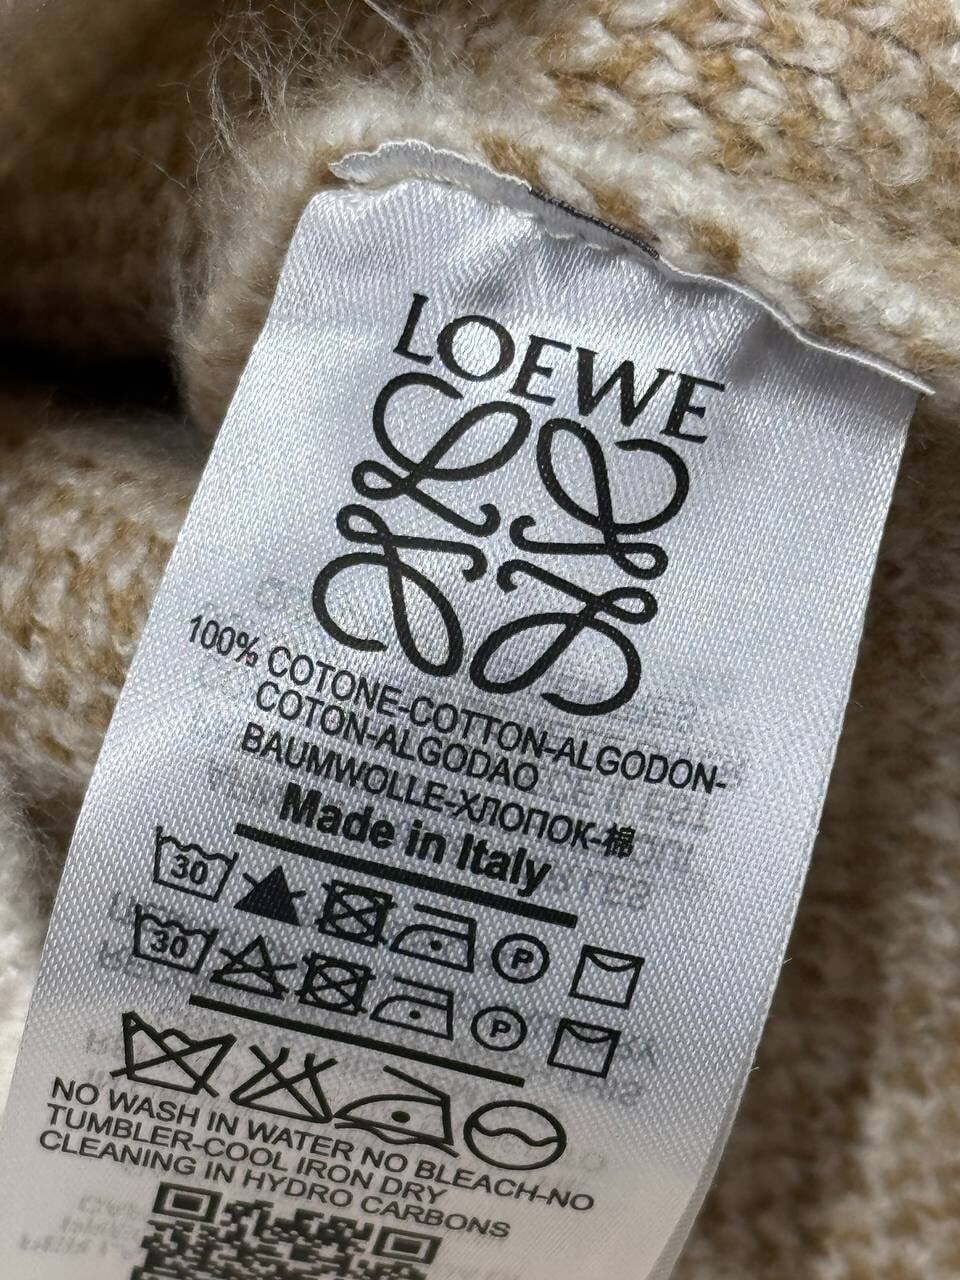 LOEWE
100% COTONE-COTTON-ALGODON-
COTON-ALGODAO
BAUMWOLLE-ХЛОПОК-棉
Made in Italy
30 P
30 P
NO WASH IN WATER NO BLEACH-NO
TUMBLER-COOL IRON DRY
CLEANING IN HYDRO CARBONS